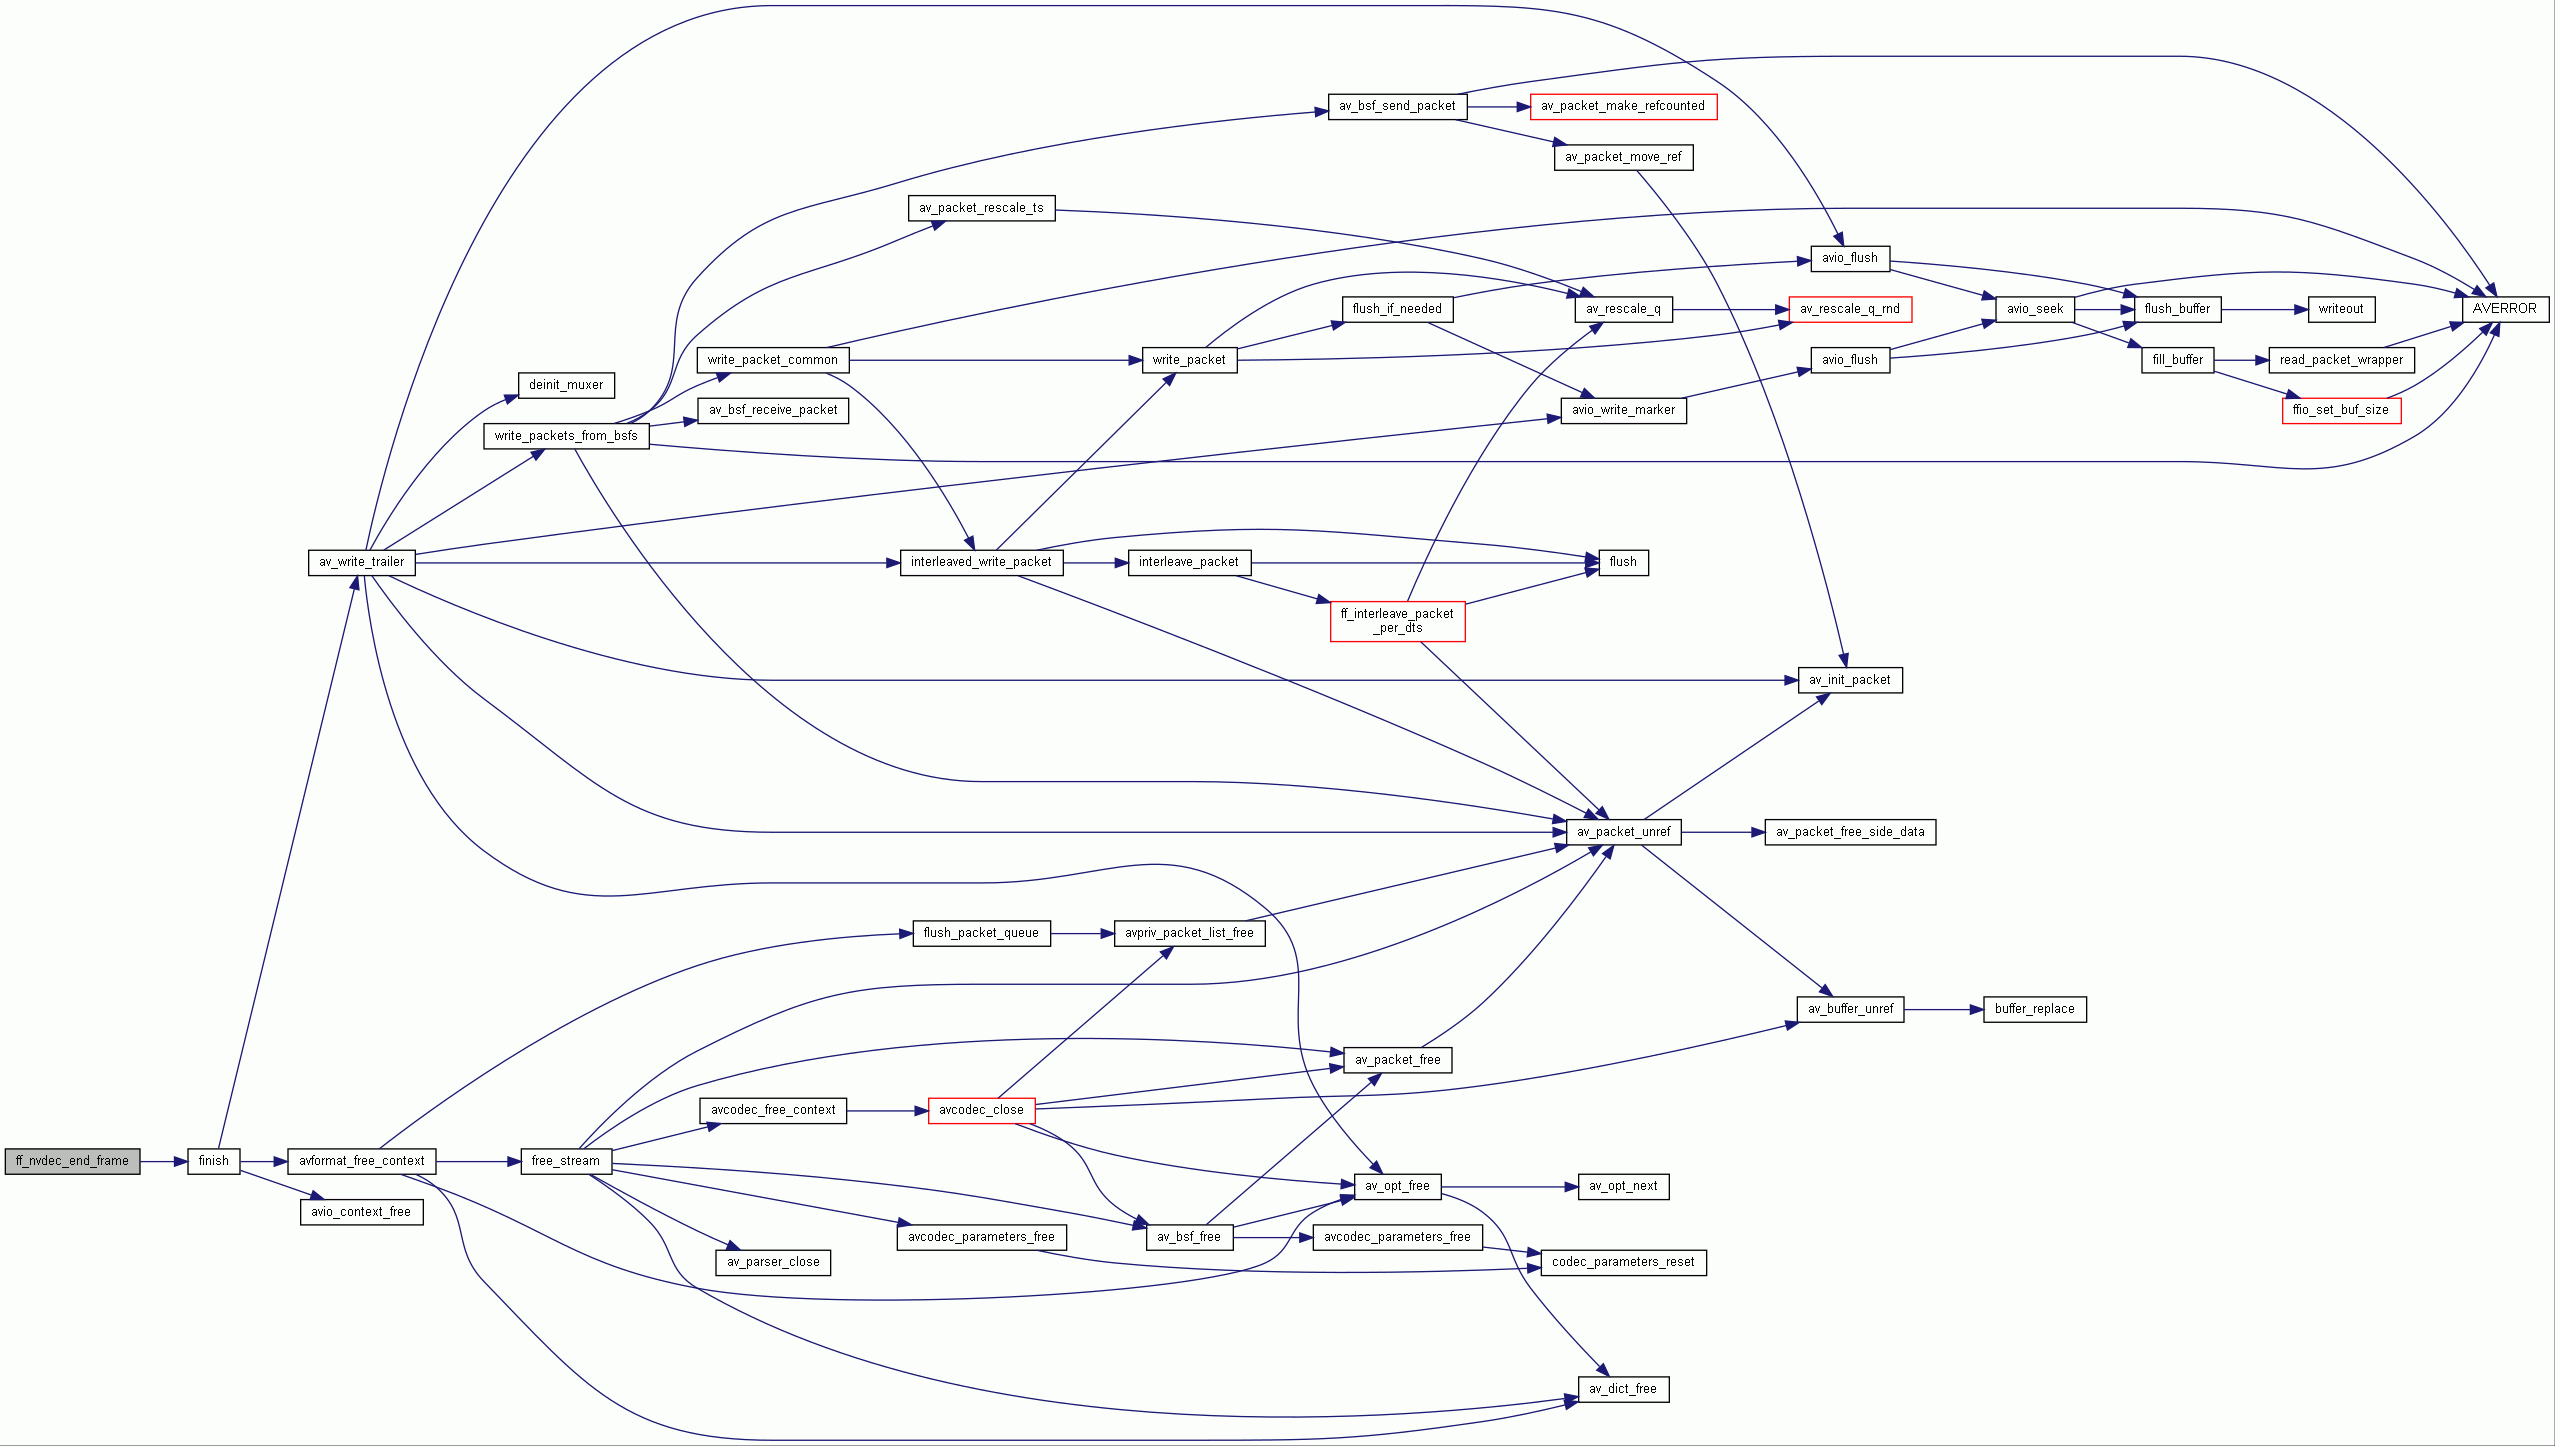 av_bsf_send_packet
av_packet_make_refcounted
av_packet_move_ref
av_packet_rescale_ts
avio_flush
flush_if_needed
av_rescale_q
av_rescale_q_rnd
avio_seek
flush_buffer
writeout
AVERROR
write_packet_common
write_packet
avio_flush
fill_buffer
read_packet_wrapper
deinit_muxer
av_bsf_receive_packet
avio_write_marker
ffio_set_buf_size
write_packets_from_bsfs
av_write_trailer
interleaved_write_packet
interleave_packet
flush
ff_interleave_packet
_per_dts
av_init_packet
av_packet_unref
av_packet_free_side_data
flush_packet_queue
avpriv_packet_list_free
av_buffer_unref
buffer_replace
av_packet_free
avcodec_free_context
avcodec_close
ff_nvdec_end_frame
finish
avformat_free_context
free_stream
av_opt_free
av_opt_next
avio_context_free
avcodec_parameters_free
av_bsf_free
avcodec_parameters_free
av_parser_close
codec_parameters_reset
av_dict_free